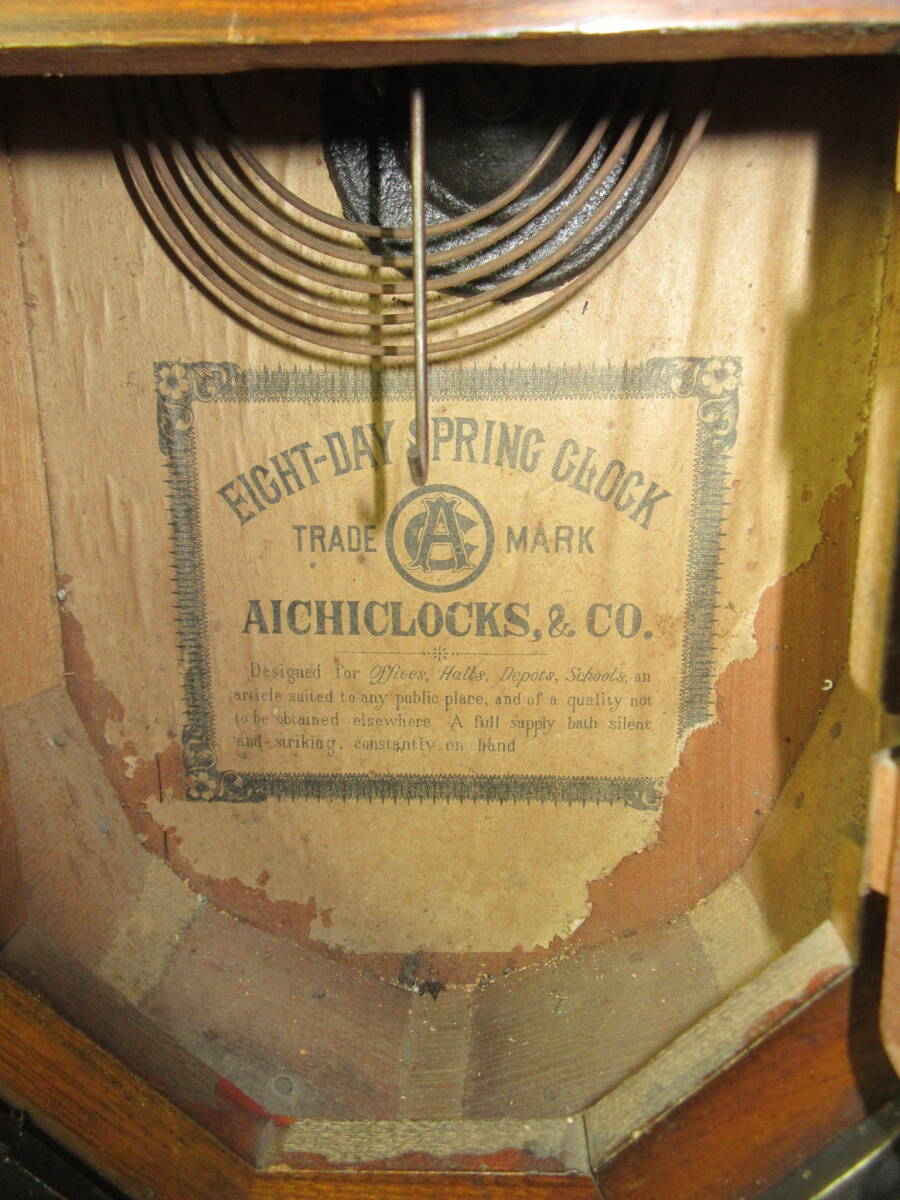 EIGHT-DAY SPRING CLOCK
TRADE AC MARK
AICHICLOCKS, & CO.
Designed for Offices, Halls, Depots, Schools, an
article suited to any public place, and of a quality not
to be obtained elsewhere A full supply bath silent
and striking, constantly on hand